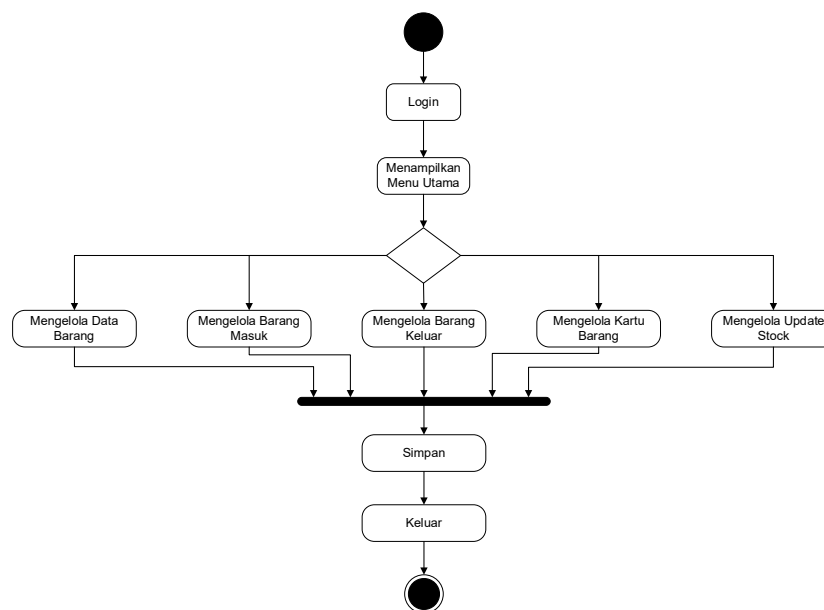 Login
Menampilkan
Menu Utama
Mengelola Data
Barang
Mengelola Barang
Masuk
Mengelola Barang
Keluar
Mengelola Kartu
Barang
Mengelola Update
Stock
Simpan
Keluar